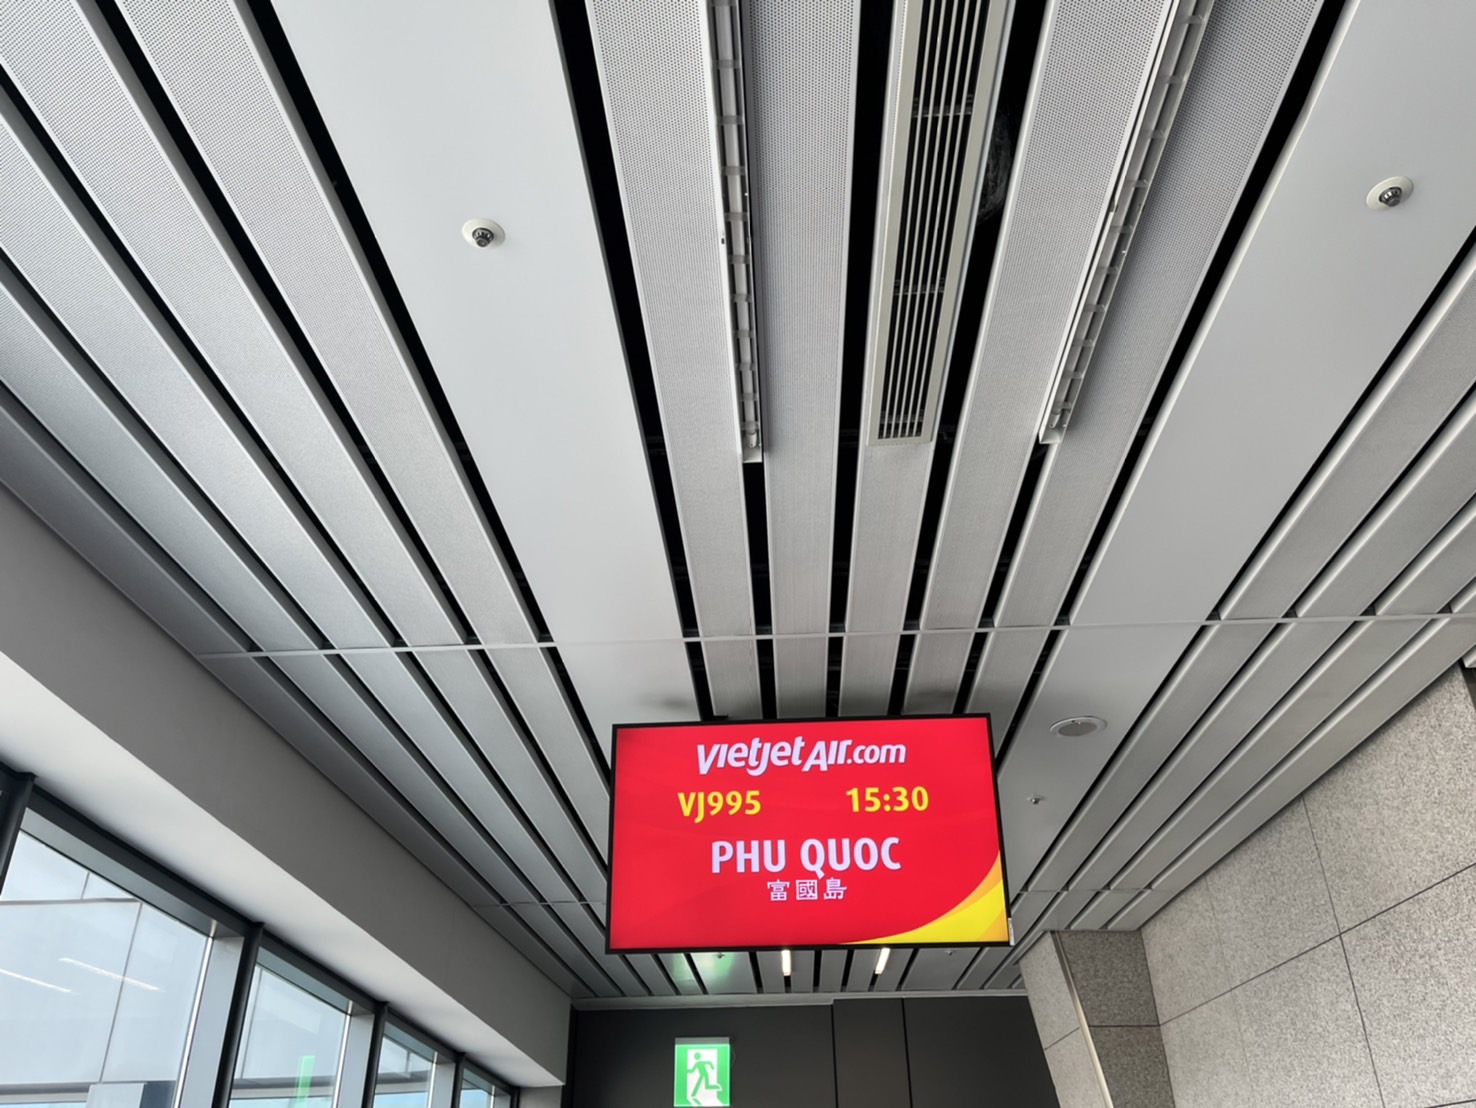 vietjetAir.com
VJ995 15:30
PHU QUOC
富國島